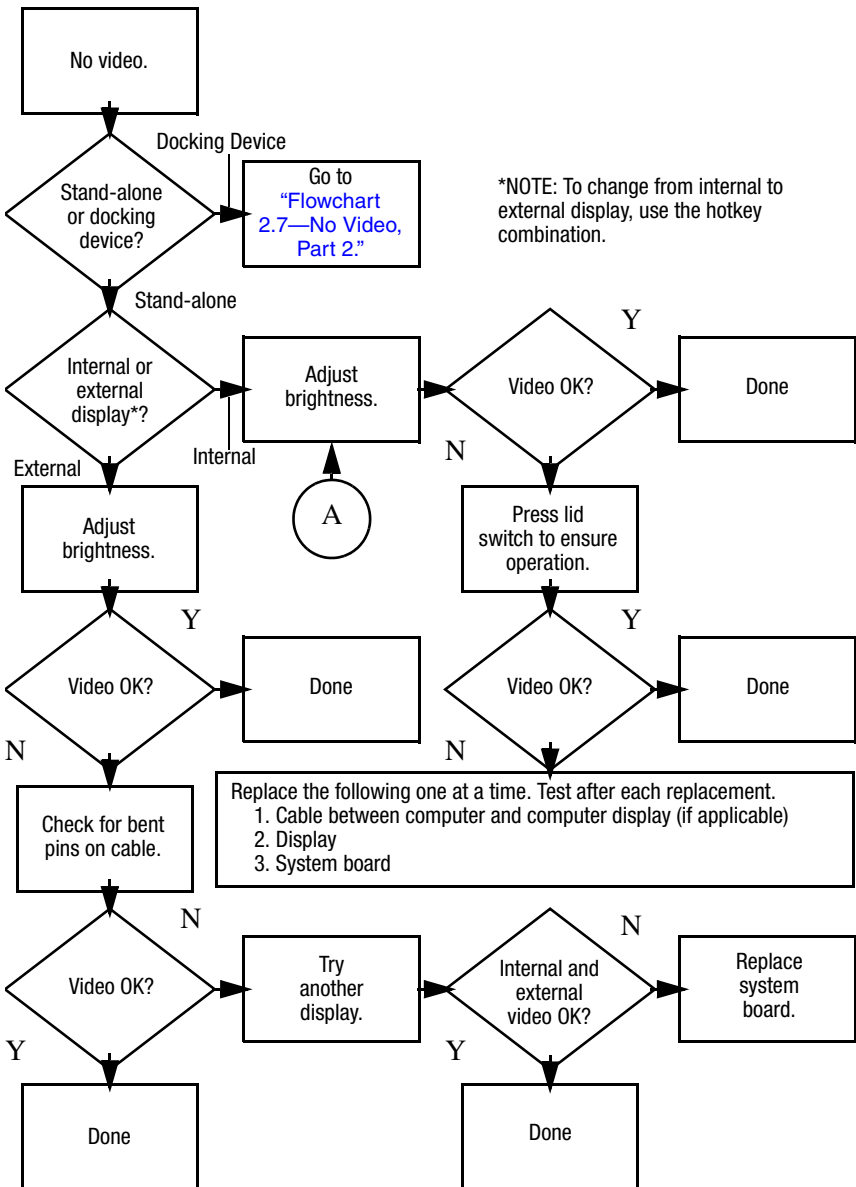 No video.
Docking Device
Stand-alone
or docking
device?
Go to
“Flowchart
2.7—No Video,
Part 2.”
*NOTE: To change from internal to
external display, use the hotkey
combination.
Stand-alone
Internal or
external
display*?
Internal
Adjust
brightness.
Video OK?
Y
Done
N
External
A
Adjust
brightness.
Press lid
switch to ensure
operation.
Y
Video OK?
Done
N
Y
Video OK?
Done
N
Check for bent
pins on cable.
Replace the following one at a time. Test after each replacement.
1. Cable between computer and computer display (if applicable)
2. Display
3. System board
N
Video OK?
Y
Try
another
display.
Internal and
external
video OK?
N
Replace
system
board.
Y
Done
Done